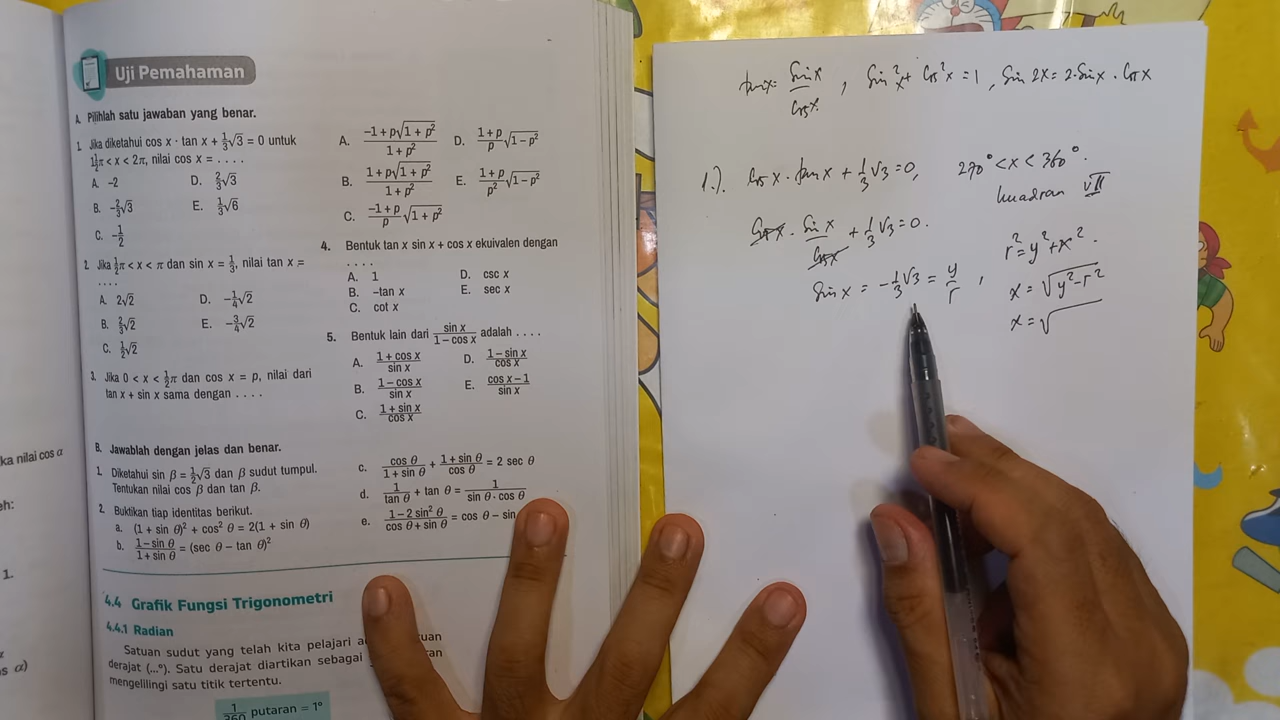 Uji Pemahaman
A. Pilihlah satu jawaban yang benar.
1. Jika diketahui cos x · tan x + 1/3√3 = 0 untuk
1 1/2π < x < 2π, nilai cos x = . . . .
A. -2
D. 2/3√3
B. -2/3√3
E. 1/3√6
C. -1/2
2. Jika 1/2π < x < π dan sin x = 1/3, nilai tan x =
. . . .
A. 2√2
D. -1/4√2
B. 2/3√2
E. -3/4√2
C. 1/2√2
3. Jika 0 < x < 1/2π dan cos x = p, nilai dari
tan x + sin x sama dengan . . . .
A. (-1 + p√(1 + p²))/(1 + p²)
D. (1 + p)/p √(1 - p²)
B. (1 + p√(1 + p²))/(1 + p²)
E. (1 + p)/p² √(1 - p²)
C. (-1 + p)/p √(1 + p²)
4. Bentuk tan x sin x + cos x ekuivalen dengan
. . . .
A. 1
D. csc x
B. -tan x
E. sec x
C. cot x
5. Bentuk lain dari sin x/(1 - cos x) adalah . . . .
A. (1 + cos x)/sin x
D. (1 - sin x)/cos x
B. (1 - cos x)/sin x
E. (cos x - 1)/sin x
C. (1 + sin x)/cos x
B. Jawablah dengan jelas dan benar.
1. Diketahui sin β = 1/2√3 dan β sudut tumpul.
Tentukan nilai cos β dan tan β.
2. Buktikan tiap identitas berikut.
a. (1 + sin θ)² + cos² θ = 2(1 + sin θ)
b. (1 - sin θ)/(1 + sin θ) = (sec θ - tan θ)²
c. cos θ/(1 + sin θ) + (1 + sin θ)/cos θ = 2 sec θ
d. 1/tan θ + tan θ = 1/(sin θ · cos θ)
e. (1 - 2 sin² θ)/(cos θ + sin θ) = cos θ - sin
4.4 Grafik Fungsi Trigonometri
4.4.1 Radian
Satuan sudut yang telah kita pelajari
derajat (...°). Satu derajat diartikan sebagai
mengelilingi satu titik tertentu.
1/360 putaran = 1°
ka nilai cos α
eh:
1.
s α)
tan x = sin x/cos x, sin²x + cos²x = 1, sin 2x = 2·sin x · cos x
1.). cos x · tan x + 1/3 √3 = 0, 270° < x < 360°.
kuadran
cos x · sin x/cos x + 1/3 √3 = 0.
sin x = -1/3 √3 = y/r,
r² = y² + x².
x = √(y² - r²)
x = √